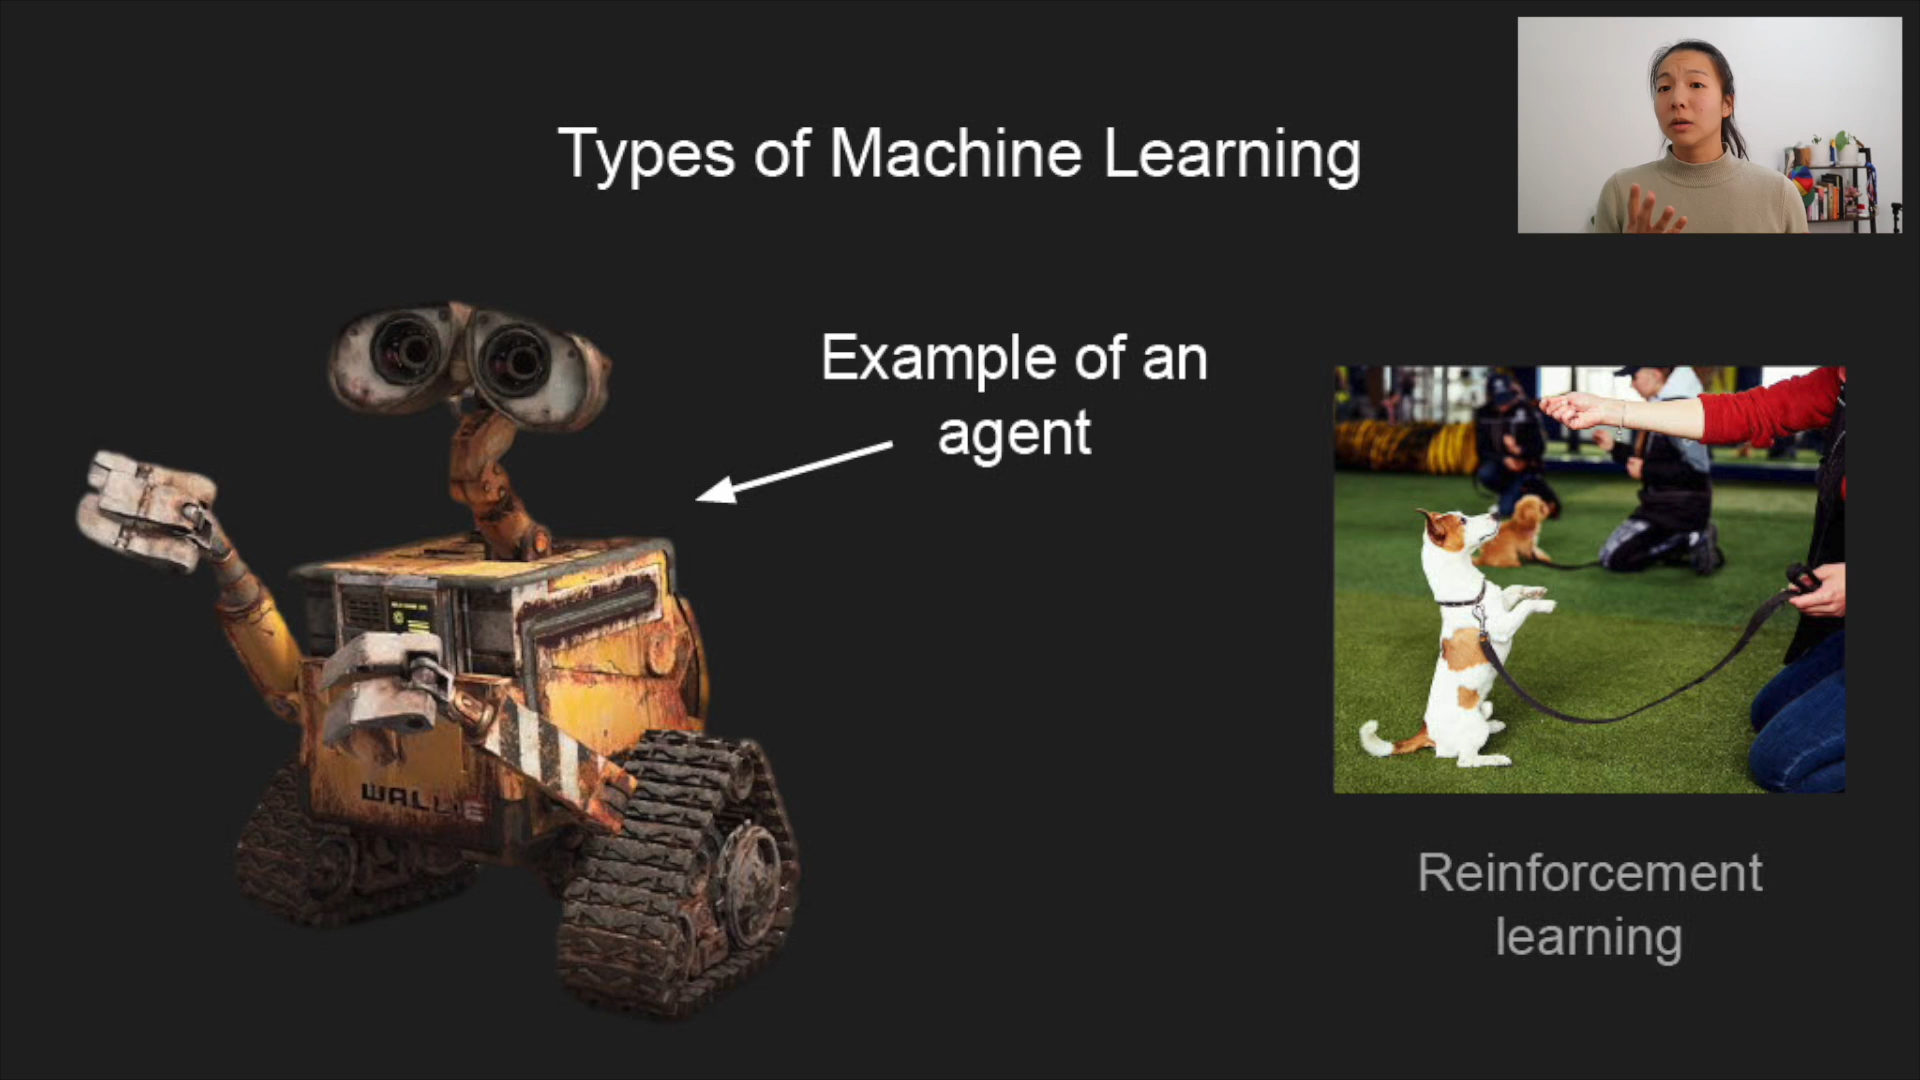 Types of Machine Learning
Example of an
agent
WALL·E
Reinforcement
learning